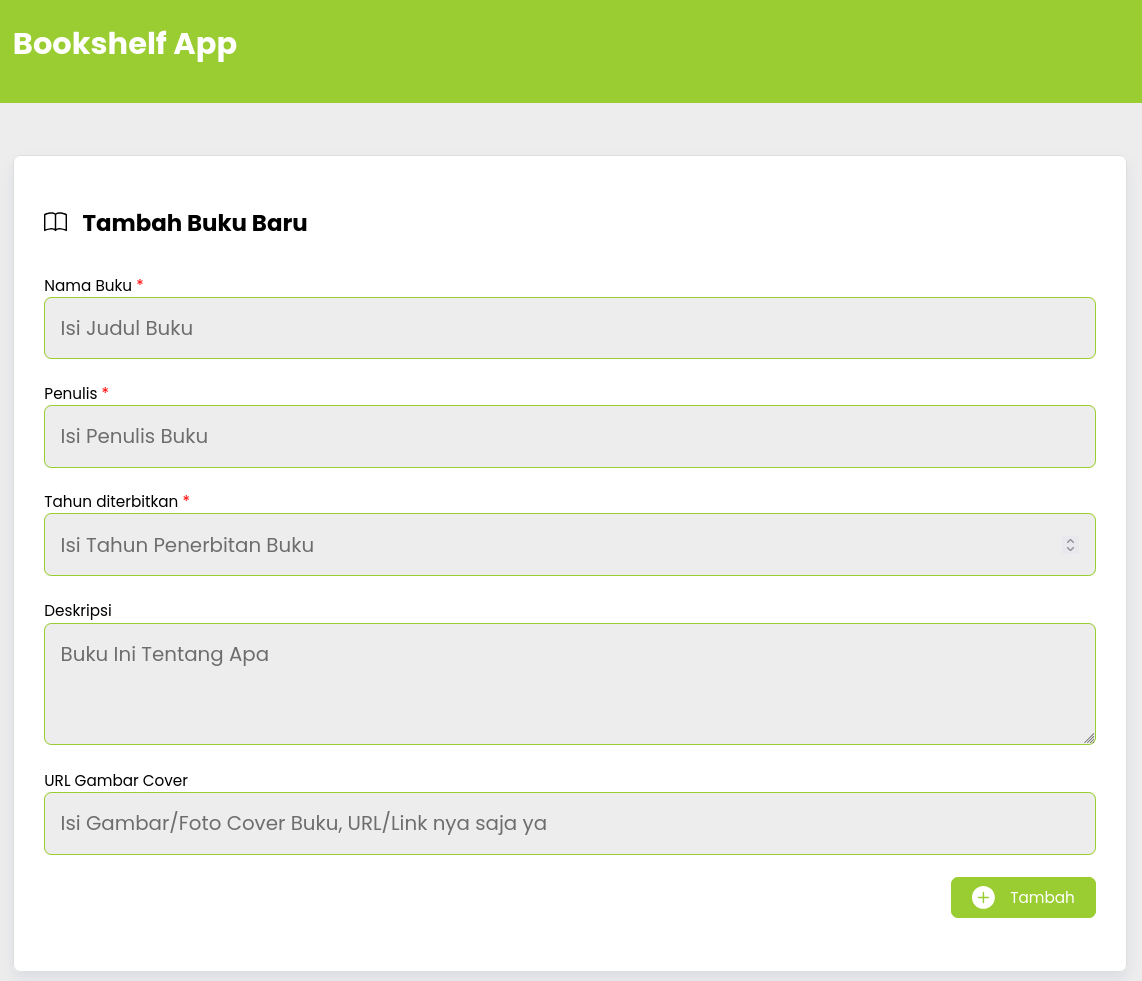 Bookshelf App
Tambah Buku Baru
Nama Buku *
Isi Judul Buku
Penulis *
Isi Penulis Buku
Tahun diterbitkan *
Isi Tahun Penerbitan Buku
Deskripsi
Buku Ini Tentang Apa
URL Gambar Cover
Isi Gambar/Foto Cover Buku, URL/Link nya saja ya
Tambah